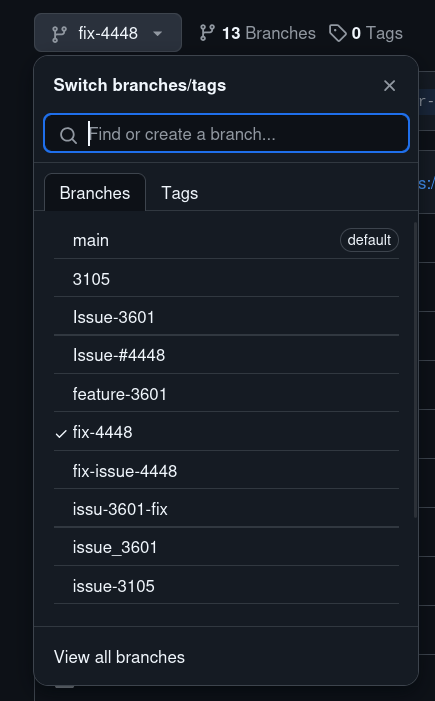 fix-4448 13 Branches 0 Tags
Switch branches/tags
Find or create a branch...
Branches Tags
main default
3105
Issue-3601
Issue-#4448
feature-3601
fix-4448
fix-issue-4448
issu-3601-fix
issue_3601
issue-3105
View all branches